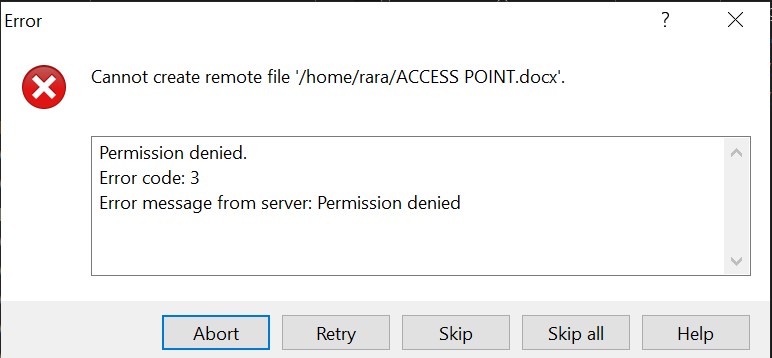 Error
Cannot create remote file '/home/rara/ACCESS POINT.docx'.
Permission denied.
Error code: 3
Error message from server: Permission denied
Abort
Retry
Skip
Skip all
Help